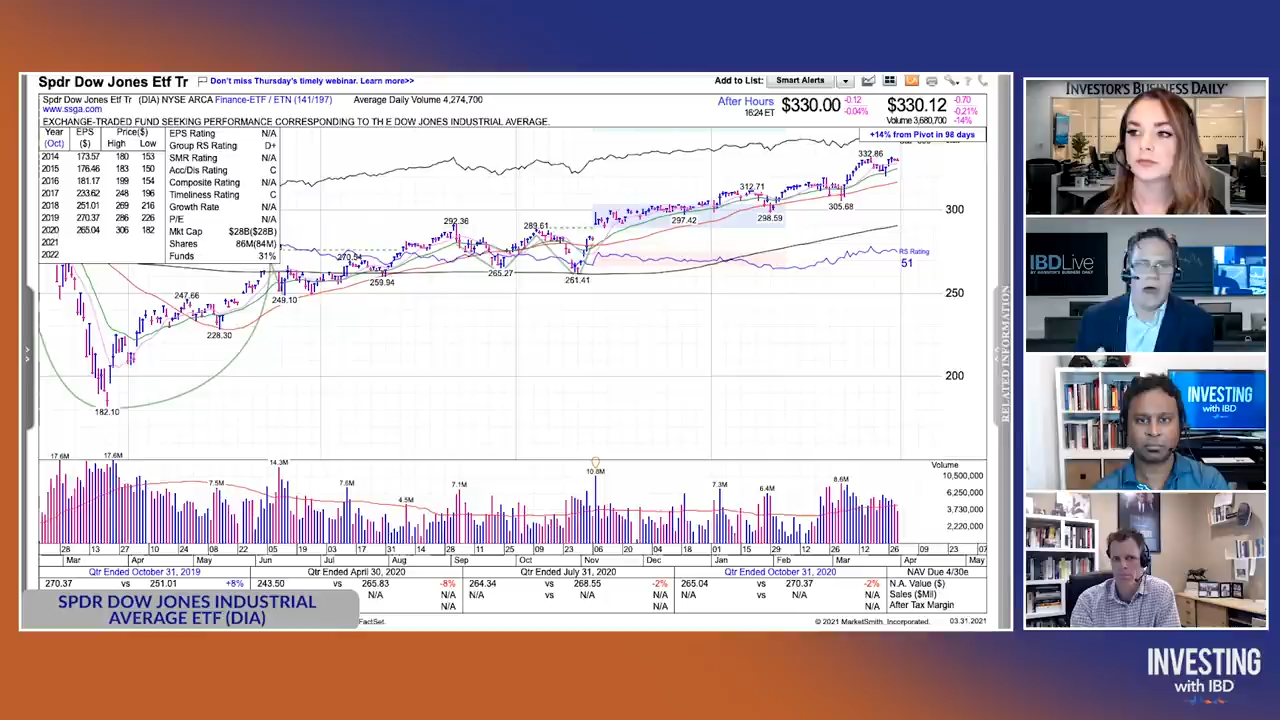 Spdr Dow Jones Etf Tr
Don't miss Thursday's timely webinar. Learn more>>
Add to List: Smart Alerts
Spdr Dow Jones Etf Tr (DIA) NYSE ARCA Finance-ETF / ETN (141/197) Average Daily Volume 4,274,700
www.ssga.com
EXCHANGE-TRADED FUND SEEKING PERFORMANCE CORRESPONDING TO TH E DOW JONES INDUSTRIAL AVERAGE.
After Hours $330.00 -0.12 $330.12 -0.70
16:24 ET -0.04% -0.21%
Volume 3,680,700 -14%
+14% from Pivot in 98 days
Year EPS Price($)
(Oct) ($) High Low
2014 173.57 180 153
2015 176.46 183 150
2016 181.17 199 154
2017 233.62 248 196
2018 251.01 269 216
2019 270.37 286 226
2020 265.04 306 182
2021
2022
EPS Rating N/A
Group RS Rating D+
SMR Rating N/A
Acc/Dis Rating C
Composite Rating N/A
Timeliness Rating C
Growth Rate N/A
P/E N/A
Mkt Cap $28B($28B)
Shares 86M(84M)
Funds 31%
332.86
312.71
305.68
300
298.59
297.42
292.36
289.61
270.54
265.27
261.41
259.94
RS Rating
51
250
249.10
247.66
228.30
200
182.10
RELATED INFORMATION
17.6M 17.6M 14.3M 7.5M 7.6M 4.5M 7.1M 10.8M 7.3M 6.4M 8.6M
Volume
10,500,000
6,250,000
3,730,000
2,220,000
28 13 27 10 24 08 22 05 19 03 17 31 14 28 11 25 09 23 06 20 04 18 01 15 29 12 26 12 26 09 23 07
Mar Apr May Jun Jul Aug Sep Oct Nov Dec Jan Feb Mar Apr May
Qtr Ended October 31, 2019 Qtr Ended April 30, 2020 Qtr Ended July 31, 2020 Qtr Ended October 31, 2020 NAV Due 4/30e
270.37 vs 251.01 +8% 243.50 vs 265.83 -8% 264.34 vs 268.55 -2% 265.04 vs 270.37 -2% N.A. Value ($)
N/A N/A N/A vs N/A N/A N/A vs N/A N/A Sales ($Mil)
N/A N/A N/A After Tax Margin
FactSet.
© 2021 MarketSmith, Incorporated. 03.31.2021
SPDR DOW JONES INDUSTRIAL
AVERAGE ETF (DIA)
INVESTOR'S BUSINESS DAILY
IBDLive
BY INVESTOR'S BUSINESS DAILY
INVESTING
with IBD
INVESTING
with IBD